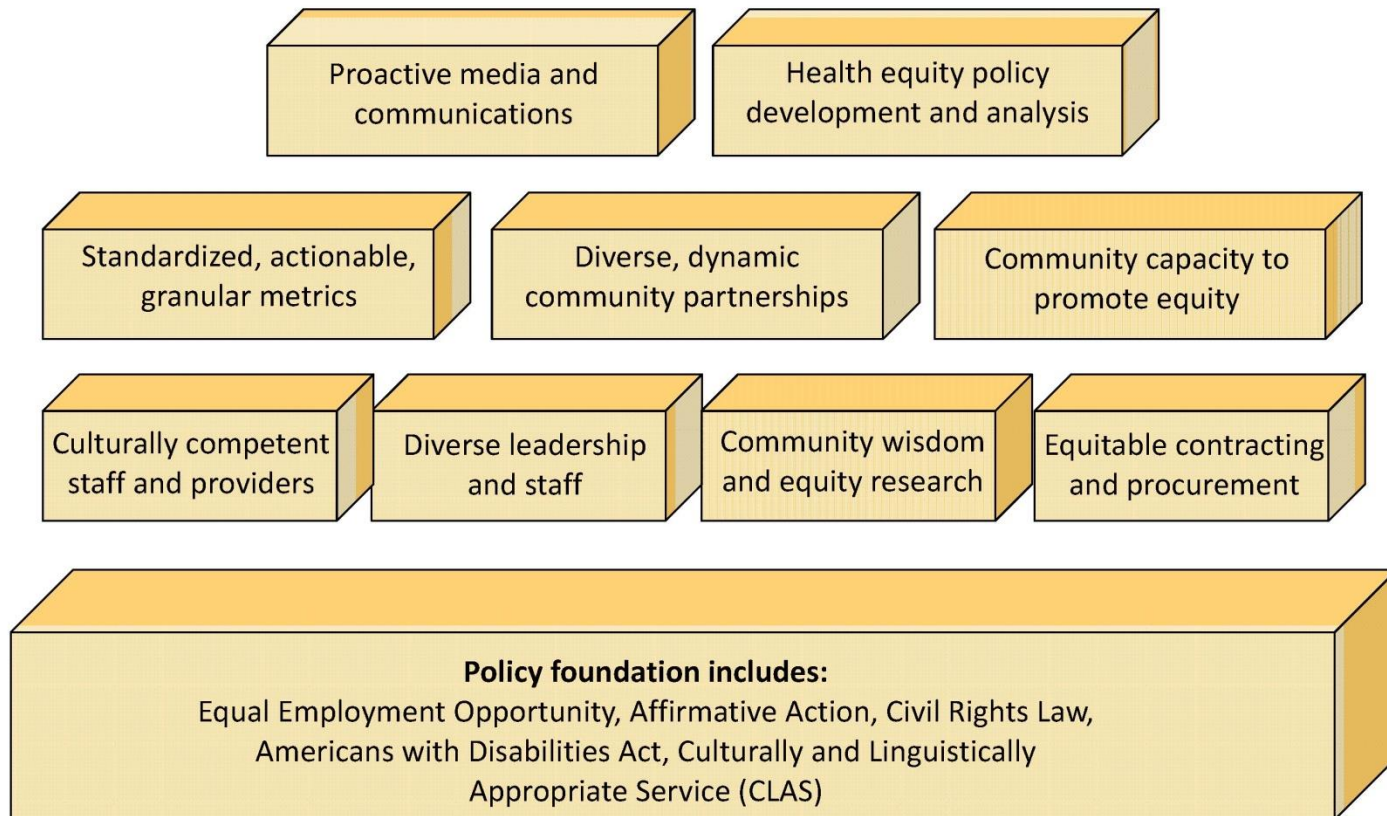 Proactive media and
communications
Health equity policy
development and analysis
Standardized, actionable,
granular metrics
Diverse, dynamic
community partnerships
Community capacity to
promote equity
Culturally competent
staff and providers
Diverse leadership
and staff
Community wisdom
and equity research
Equitable contracting
and procurement
Policy foundation includes:
Equal Employment Opportunity, Affirmative Action, Civil Rights Law,
Americans with Disabilities Act, Culturally and Linguistically
Appropriate Service (CLAS)